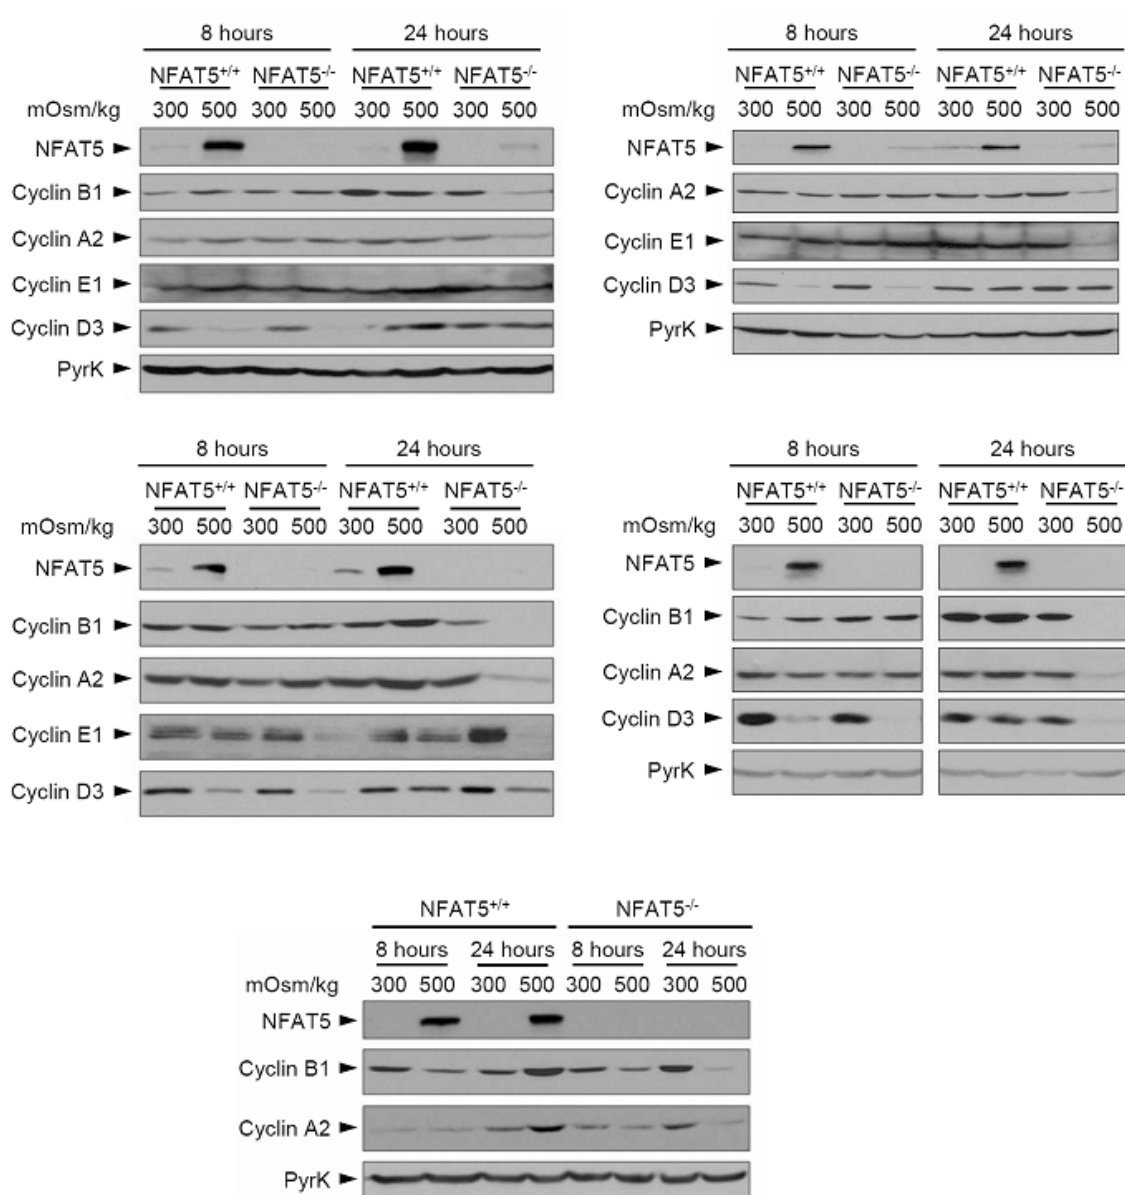 8 hours 24 hours
NFAT5+/+ NFAT5-/- NFAT5+/+ NFAT5-/-
mOsm/kg 300 500 300 500 300 500 300 500
NFAT5
Cyclin B1
Cyclin A2
Cyclin E1
Cyclin D3
PyrK
8 hours 24 hours
NFAT5+/+ NFAT5-/- NFAT5+/+ NFAT5-/-
mOsm/kg 300 500 300 500 300 500 300 500
NFAT5
Cyclin A2
Cyclin E1
Cyclin D3
PyrK
8 hours 24 hours
NFAT5+/+ NFAT5-/- NFAT5+/+ NFAT5-/-
mOsm/kg 300 500 300 500 300 500 300 500
NFAT5
Cyclin B1
Cyclin A2
Cyclin E1
Cyclin D3
8 hours 24 hours
NFAT5+/+ NFAT5-/- NFAT5+/+ NFAT5-/-
mOsm/kg 300 500 300 500 300 500 300 500
NFAT5
Cyclin B1
Cyclin A2
Cyclin D3
PyrK
NFAT5+/+ NFAT5-/-
8 hours 24 hours 8 hours 24 hours
mOsm/kg 300 500 300 500 300 500 300 500
NFAT5
Cyclin B1
Cyclin A2
PyrK